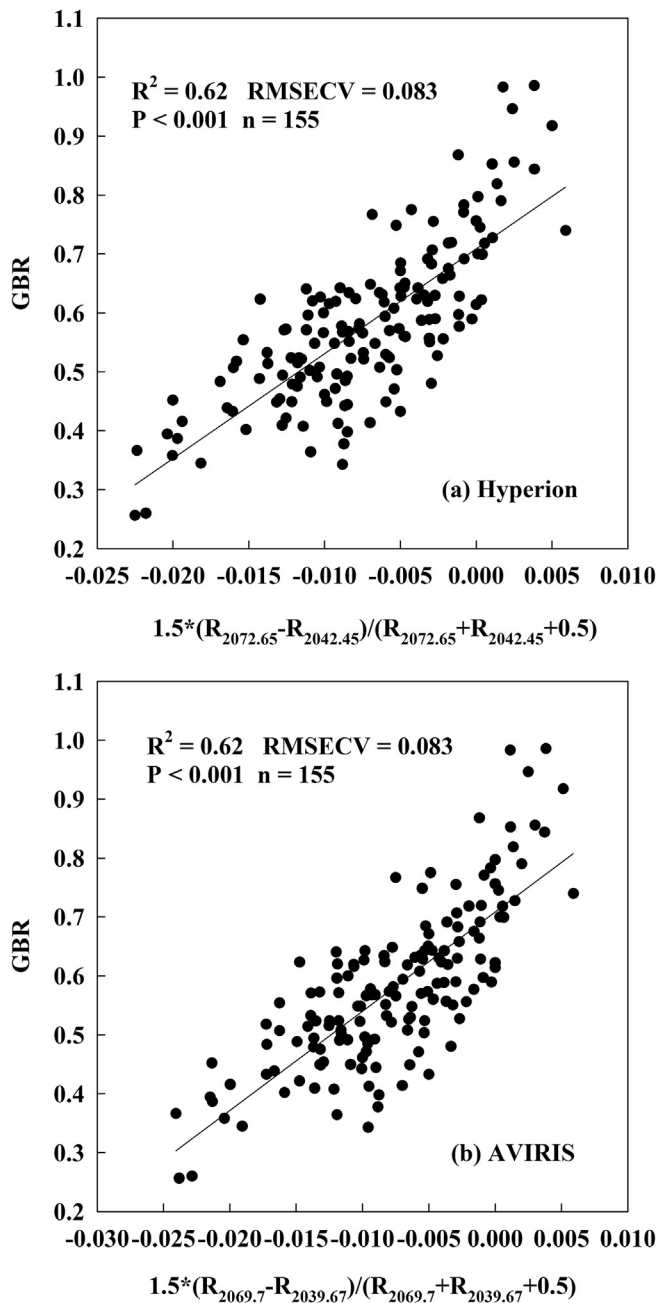 1.1
1.0
R² = 0.62 RMSECV = 0.083
0.9
P < 0.001 n = 155
0.8
0.7
GBR
0.6
0.5
0.4
0.3
(a) Hyperion
0.2
-0.025 -0.020 -0.015 -0.010 -0.005 0.000 0.005 0.010
1.5*(R2072.65-R2042.45)/(R2072.65+R2042.45+0.5)
1.1
1.0
R² = 0.62 RMSECV = 0.083
P < 0.001 n = 155
0.9
0.8
0.7
GBR
0.6
0.5
0.4
0.3
(b) AVIRIS
0.2
-0.030 -0.025 -0.020 -0.015 -0.010 -0.005 0.000 0.005 0.010
1.5*(R2069.7-R2039.67)/(R2069.7+R2039.67+0.5)